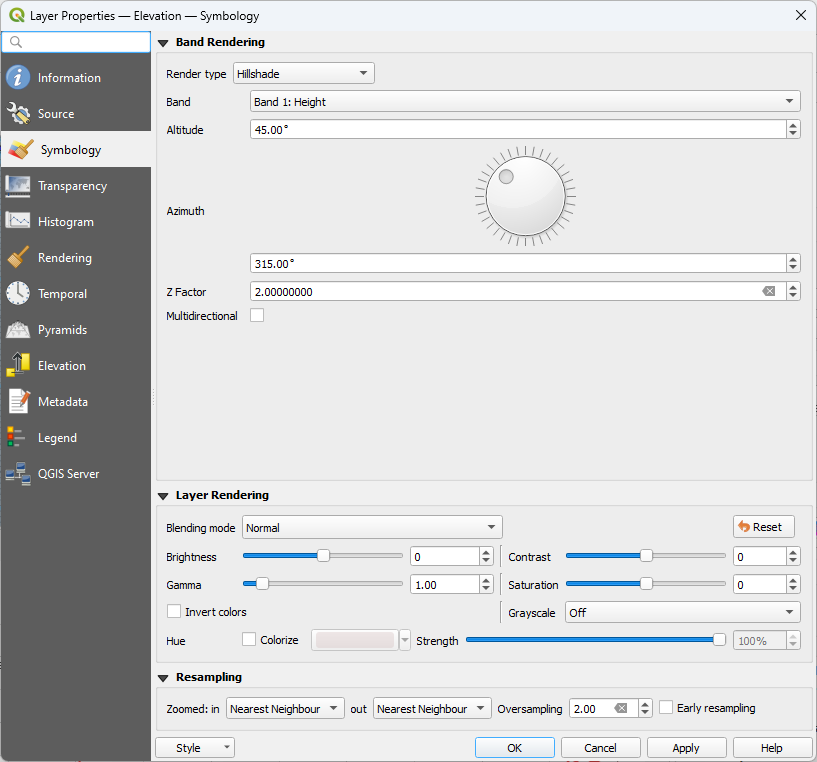 Layer Properties — Elevation — Symbology
Information
Source
Symbology
Transparency
Histogram
Rendering
Temporal
Pyramids
Elevation
Metadata
Legend
QGIS Server
Band Rendering
Render type Hillshade
Band Band 1: Height
Altitude 45.00°
Azimuth
315.00°
Z Factor 2.00000000
Multidirectional
Layer Rendering
Blending mode Normal Reset
Brightness 0 Contrast 0
Gamma 1.00 Saturation 0
Invert colors Grayscale Off
Hue Colorize Strength 100%
Resampling
Zoomed: in Nearest Neighbour out Nearest Neighbour Oversampling 2.00 Early resampling
Style OK Cancel Apply Help